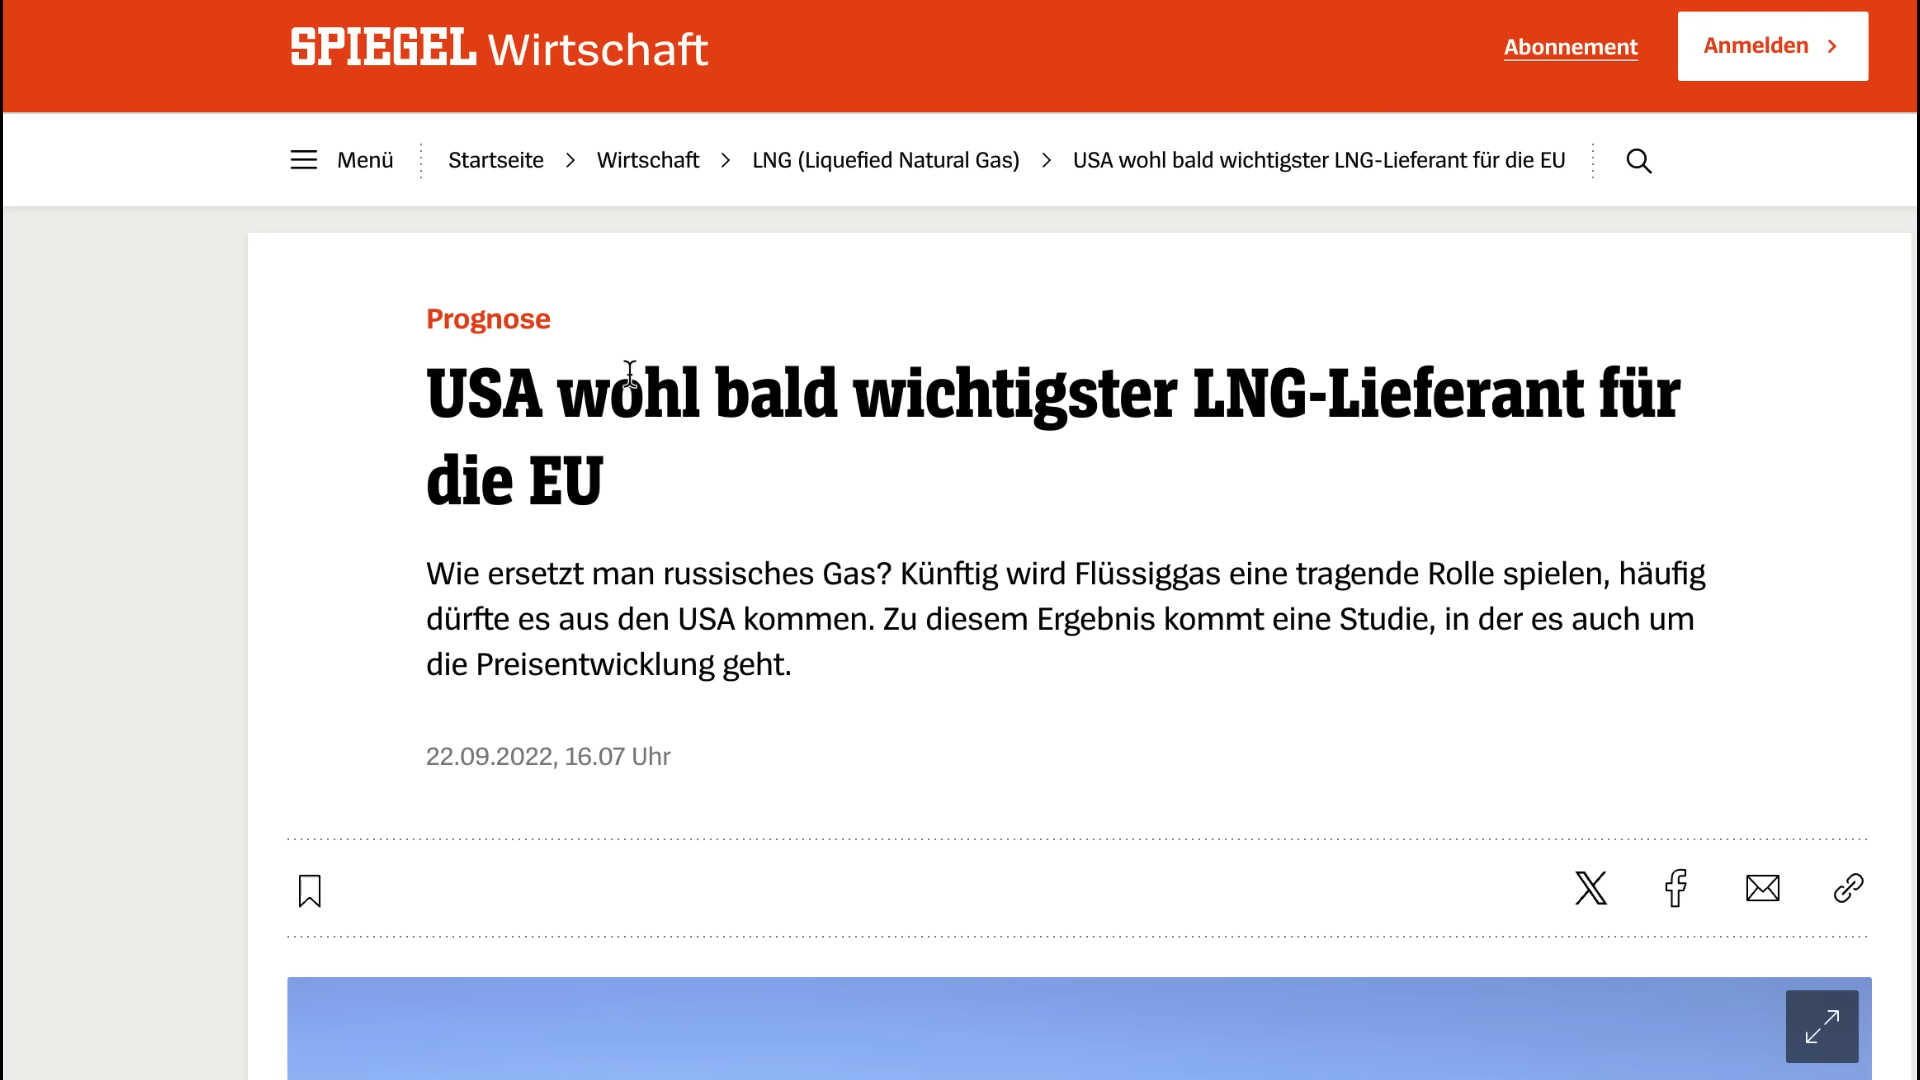 SPIEGEL Wirtschaft
Abonnement
Anmelden
Menü
Startseite
Wirtschaft
LNG (Liquefied Natural Gas)
USA wohl bald wichtigster LNG-Lieferant für die EU
Prognose
USA wohl bald wichtigster LNG-Lieferant für
die EU
Wie ersetzt man russisches Gas? Künftig wird Flüssiggas eine tragende Rolle spielen, häufig
dürfte es aus den USA kommen. Zu diesem Ergebnis kommt eine Studie, in der es auch um
die Preisentwicklung geht.
22.09.2022, 16.07 Uhr